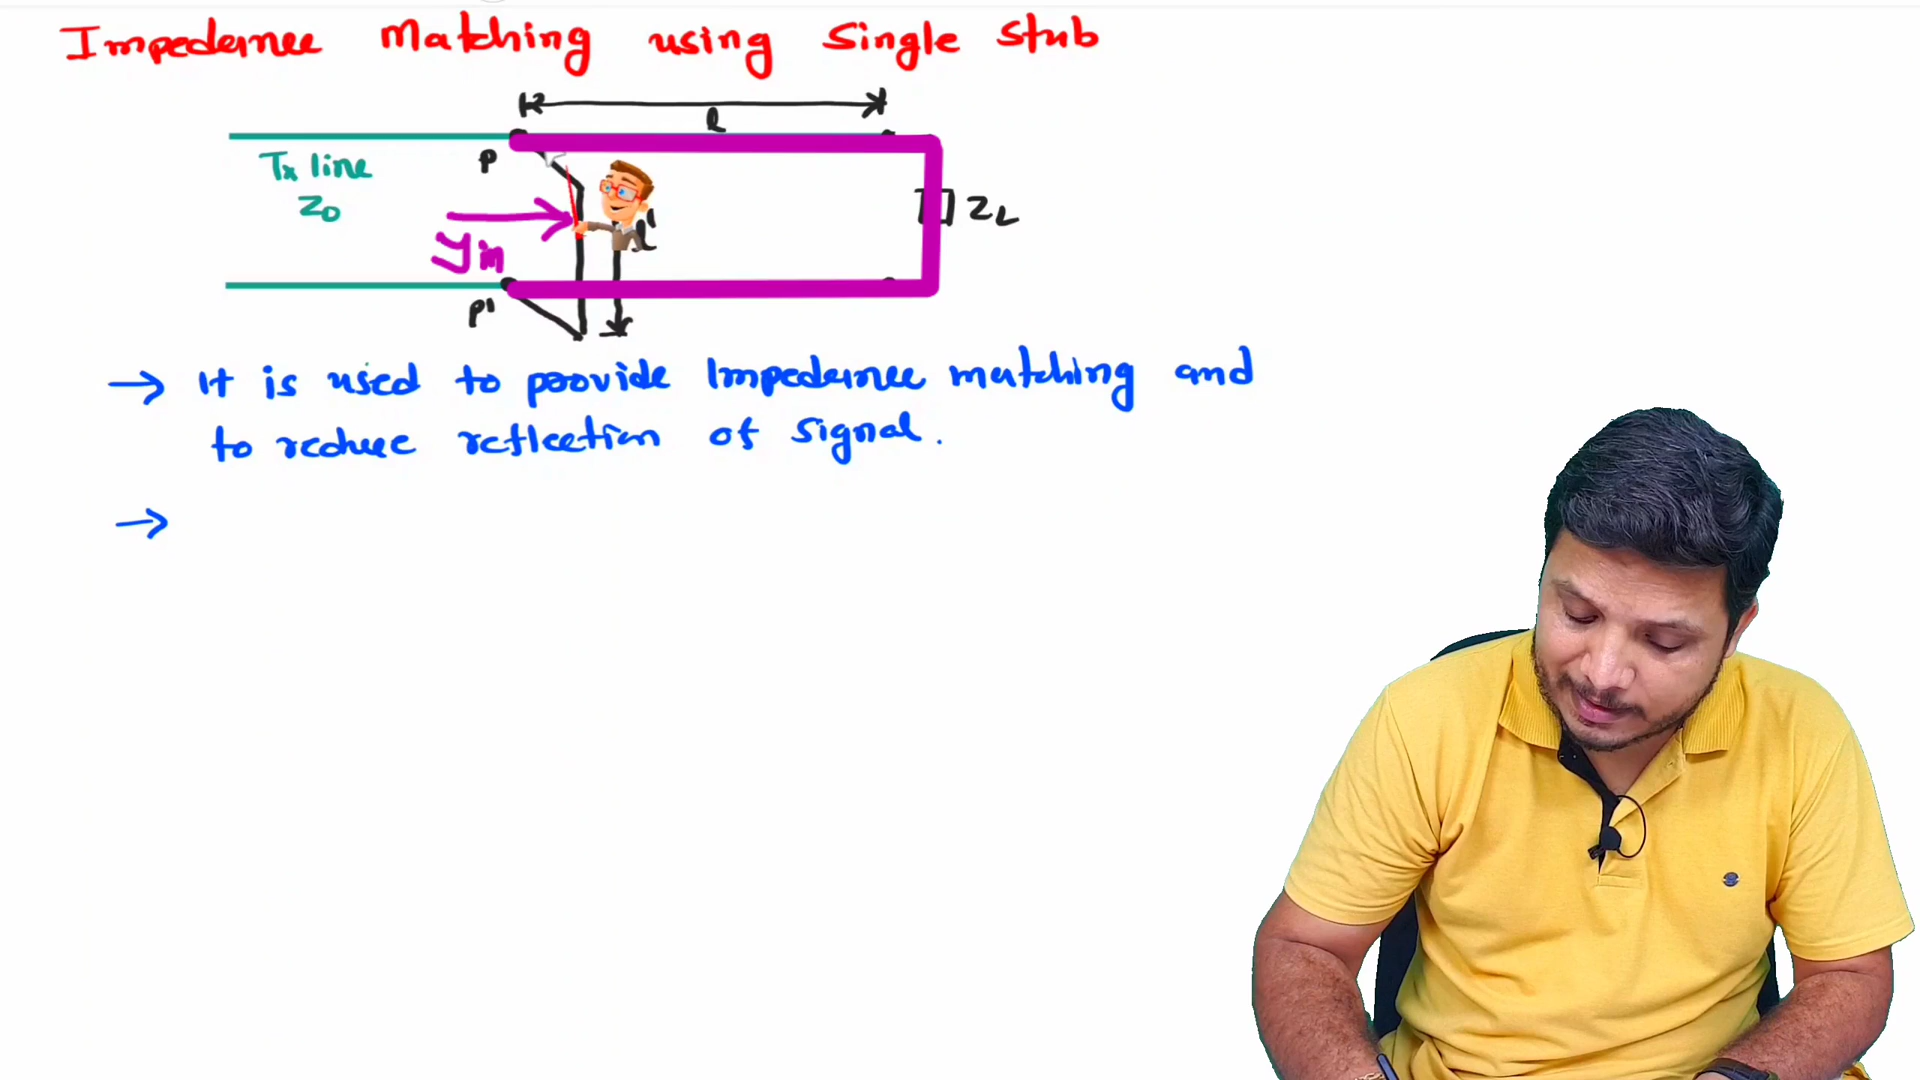 Impedance Matching using Single Stub
l
Tx line
Z0
P
Yin
l'
ZL
P'
→ It is used to provide Impedance matching and
to reduce reflection of signal.
→